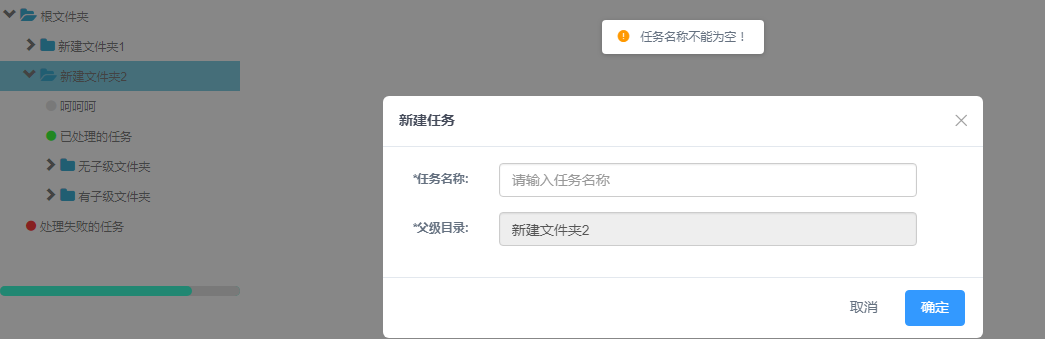 根文件夹
新建文件夹1
新建文件夹2
呵呵呵
已处理的任务
无子级文件夹
有子级文件夹
处理失败的任务
任务名称不能为空！
新建任务
*任务名称:
请输入任务名称
*父级目录:
新建文件夹2
取消
确定